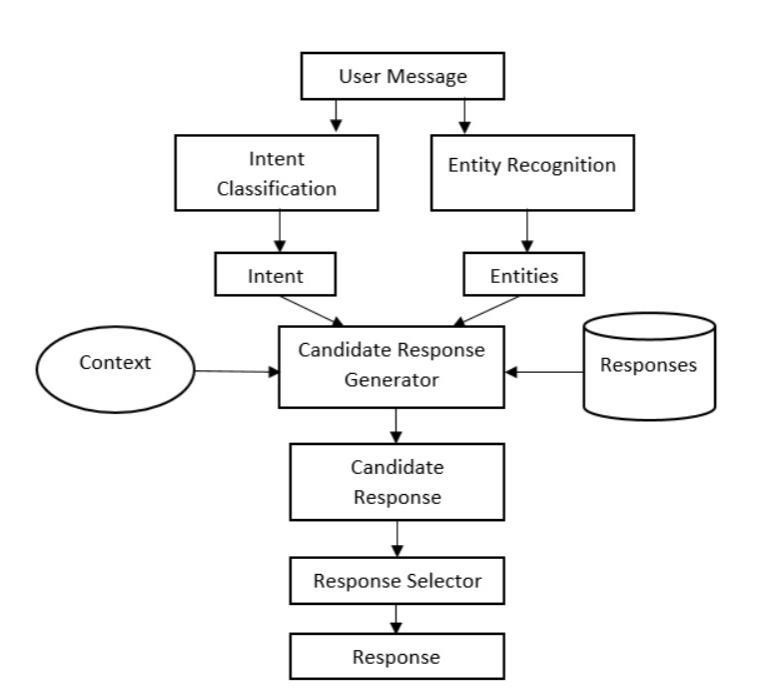 User Message
Intent
Classification
Entity Recognition
Intent
Entities
Context
Candidate Response
Generator
Responses
Candidate
Response
Response Selector
Response